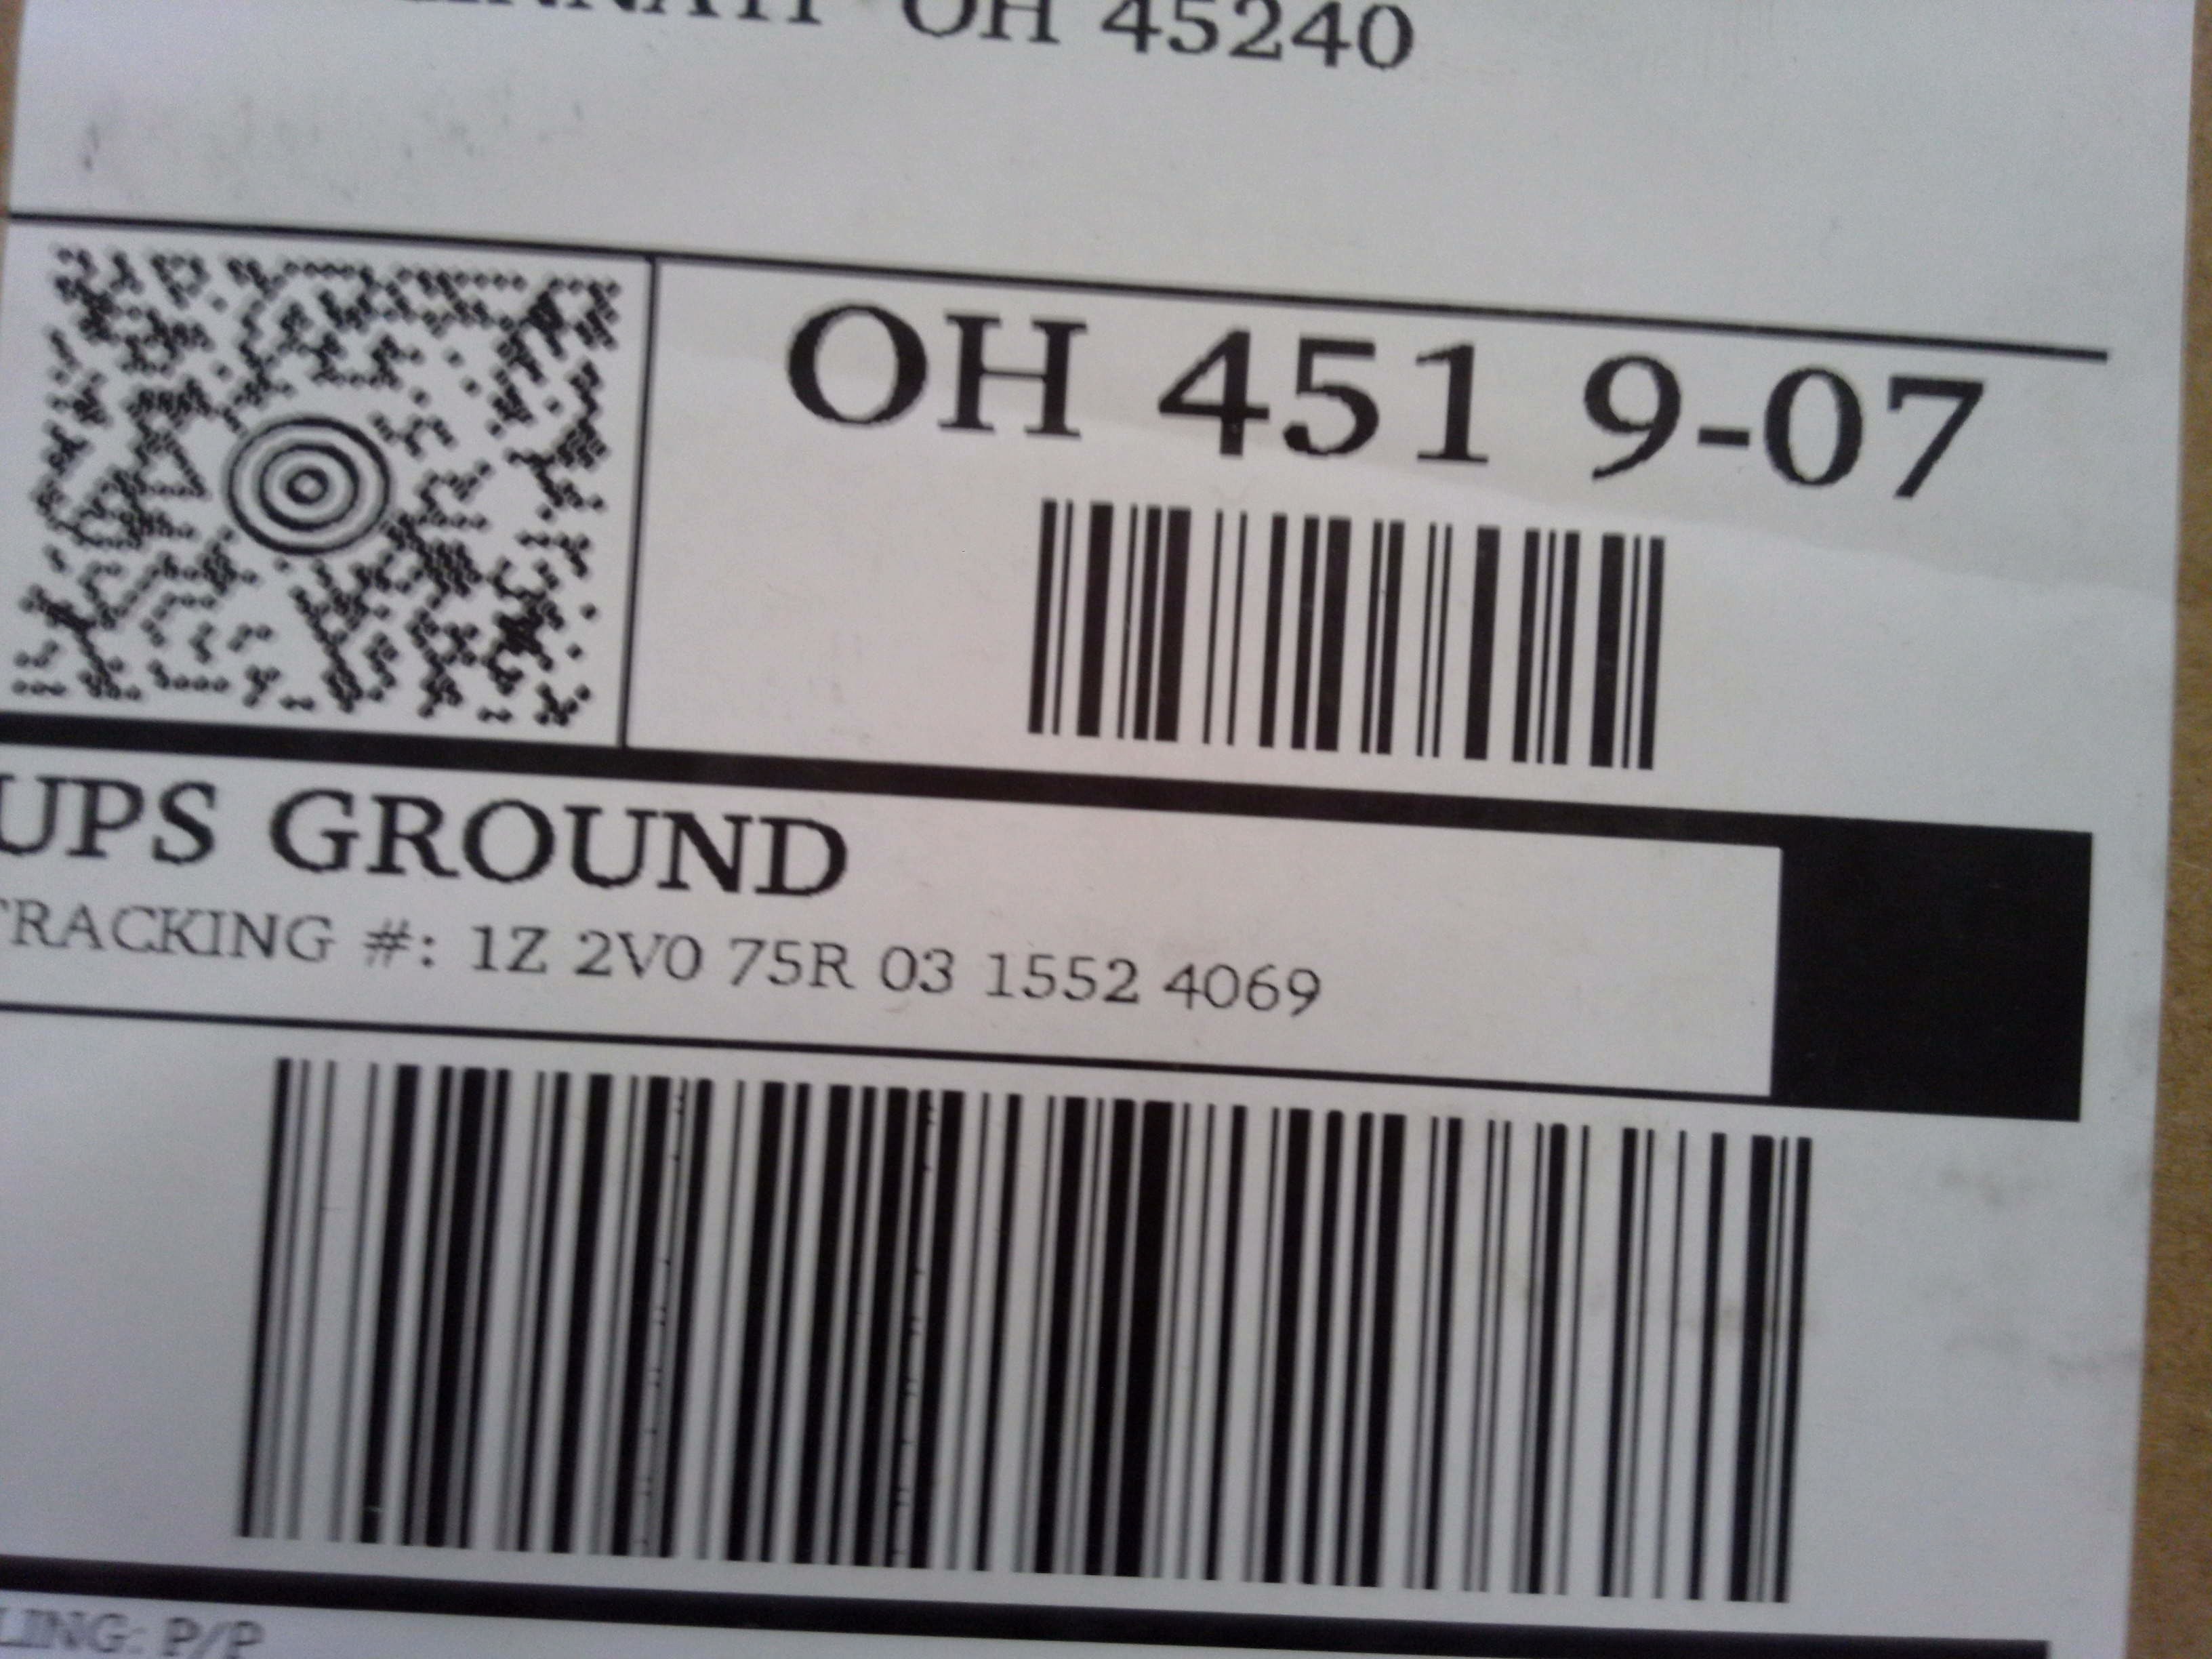 OH 45240
OH 451 9-07
UPS GROUND
TRACKING #: 1Z 2V0 75R 03 1552 4069
P/P